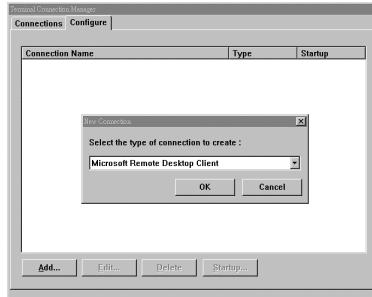 Terminal Connection Manager
Connections Configure
Connection Name Type Startup
New Connection
Select the type of connection to create :
Microsoft Remote Desktop Client
OK Cancel
Add... Edit... Delete Startup...